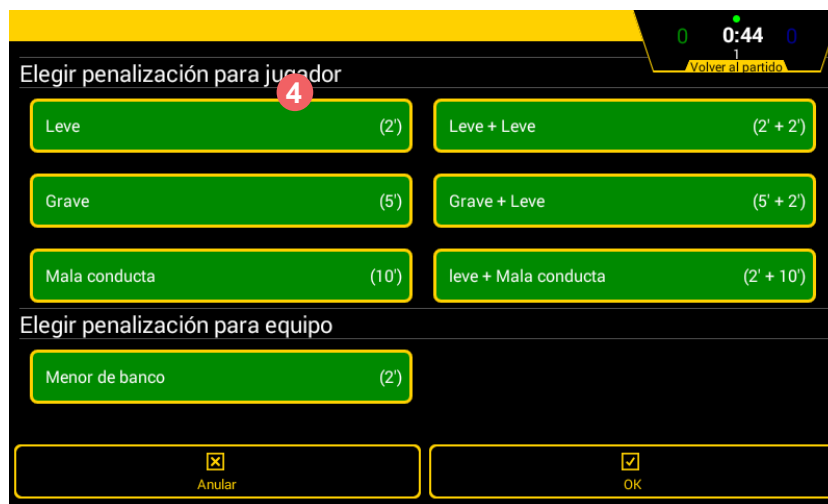 0 0:44 0
1
Volver al partido
Elegir penalización para jugador
4
Leve (2')
Leve + Leve (2' + 2')
Grave (5')
Grave + Leve (5' + 2')
Mala conducta (10')
leve + Mala conducta (2' + 10')
Elegir penalización para equipo
Menor de banco (2')
Anular
OK